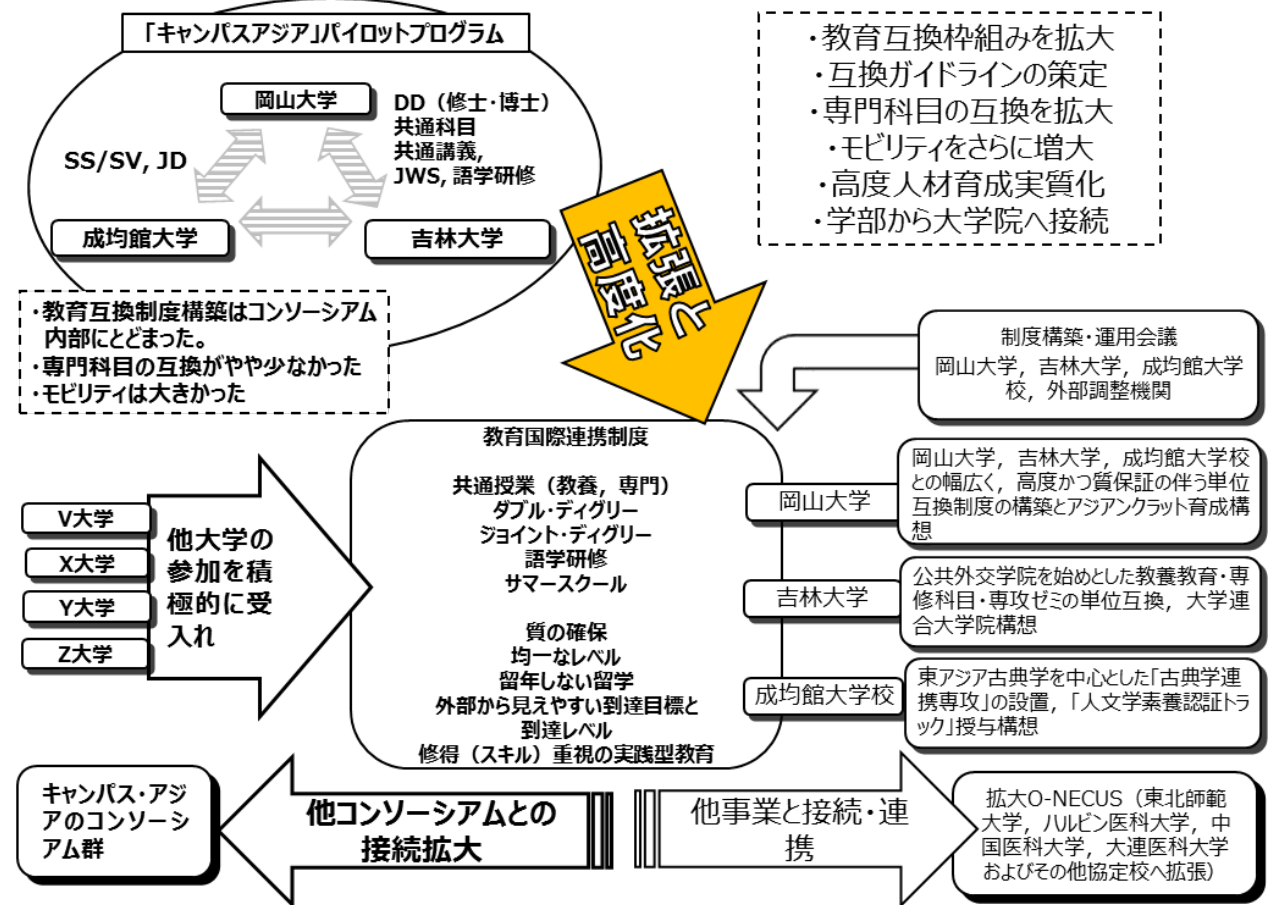 「キャンパスアジア」パイロットプログラム
岡山大学
DD（修士・博士）
共通科目
共通講義,
JWS, 語学研修
SS/SV, JD
成均館大学
吉林大学
・教育互換制度構築はコンソーシアム
内部にとどまった。
・専門科目の互換がやや少なかった
・モビリティは大きかった
・教育互換枠組みを拡大
・互換ガイドラインの策定
・専門科目の互換を拡大
・モビリティをさらに増大
・高度人材育成実質化
・学部から大学院へ接続
拡張と
高度化
制度構築・運用会議
岡山大学，吉林大学，成均館大学
校，外部調整機関
教育国際連携制度
共通授業（教養，専門）
ダブル・ディグリー
ジョイント・ディグリー
語学研修
サマースクール
質の確保
均一なレベル
留年しない留学
外部から見えやすい到達目標と
到達レベル
修得（スキル）重視の実践型教育
V大学
X大学
Y大学
Z大学
他大学の
参加を積
極的に受
入れ
岡山大学
岡山大学，吉林大学，成均館大学校
との幅広く，高度かつ質保証の伴う単位
互換制度の構築とアジアンクラット育成構
想
吉林大学
公共外交学院を始めとした教養教育・専
修科目・専攻ゼミの単位互換，大学連
合大学院構想
成均館大学校
東アジア古典学を中心とした「古典学連
携専攻」の設置，「人文学素養認証トラ
ック」授与構想
キャンパス・アジ
アのコンソーシ
アム群
他コンソーシアムとの
接続拡大
他事業と接続・連
携
拡大O-NECUS（東北師範
大学，ハルビン医科大学，中
国医科大学，大連医科大学
およびその他協定校へ拡張）